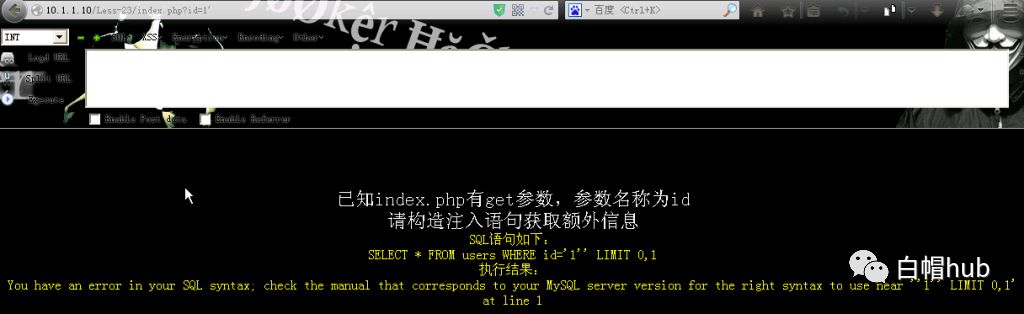 10.1.1.10/Less-23/index.php?id=1'
百度 <Ctrl+K>
INT
SQL XSS Encryption Encoding Other
Load URL
Split URL
Execute
Enable Post data Enable Referrer
已知index.php有get参数，参数名称为id
请构造注入语句获取额外信息
SQL语句如下：
SELECT * FROM users WHERE id='1'' LIMIT 0,1
执行结果：
You have an error in your SQL syntax; check the manual that corresponds to your MySQL server version for the right syntax to use near ''1'' LIMIT 0,1'
at line 1
白帽hub